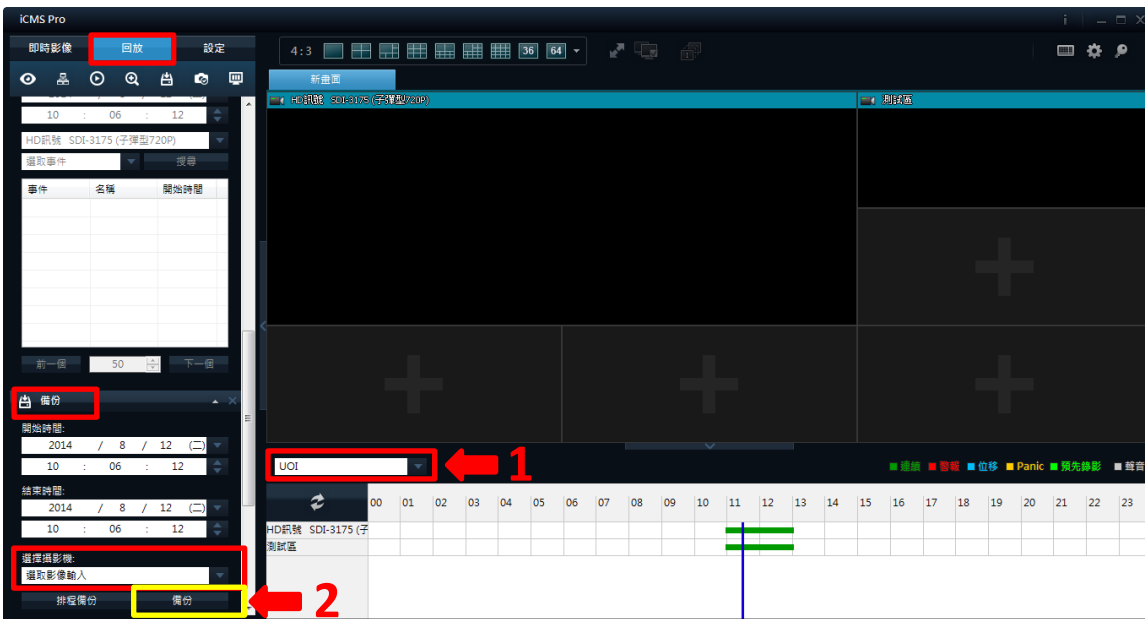 iCMS Pro
即時影像 回放 設定
4:3 36 64
新畫面
10 : 06 : 12
HD訊號 SDI-3175 (子彈型720P)
選取事件 搜尋
事件 名稱 開始時間
前一個 50 下一個
備份
開始時間:
2014 / 8 / 12 (二)
10 : 06 : 12
結束時間:
2014 / 8 / 12 (二)
10 : 06 : 12
選擇攝影機:
選取影像輸入
排程備份 備份
2
HD訊號 SDI-3175 (子彈型720P)
測試區
UOI
1
連續 警報 位移 Panic 預先錄影 聲音
00 01 02 03 04 05 06 07 08 09 10 11 12 13 14 15 16 17 18 19 20 21 22 23
HD訊號 SDI-3175 (子
測試區